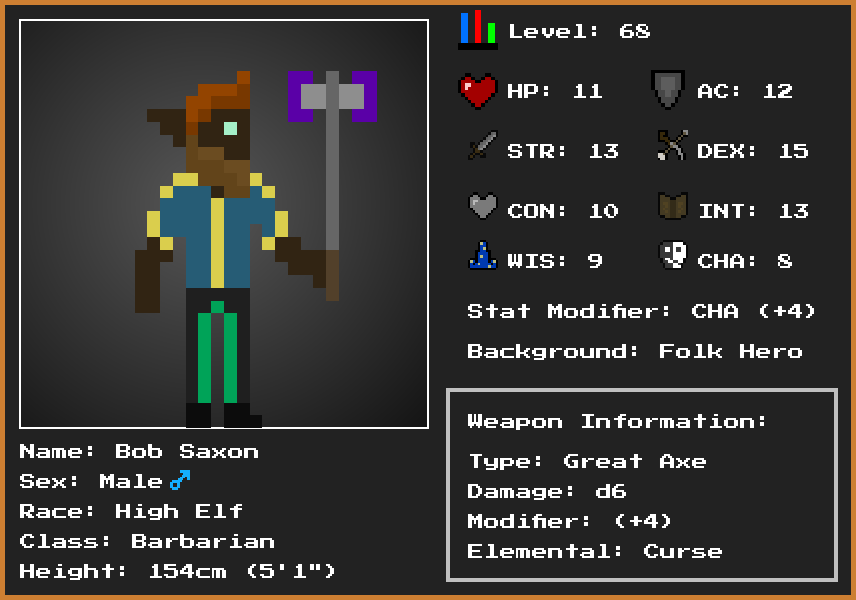 Level: 68
HP: 11 AC: 12
STR: 13 DEX: 15
CON: 10 INT: 13
WIS: 9 CHA: 8
Stat Modifier: CHA (+4)
Background: Folk Hero
Weapon Information:
Type: Great Axe
Damage: d6
Modifier: (+4)
Elemental: Curse
Name: Bob Saxon
Sex: Male♂
Race: High Elf
Class: Barbarian
Height: 154cm (5'1")